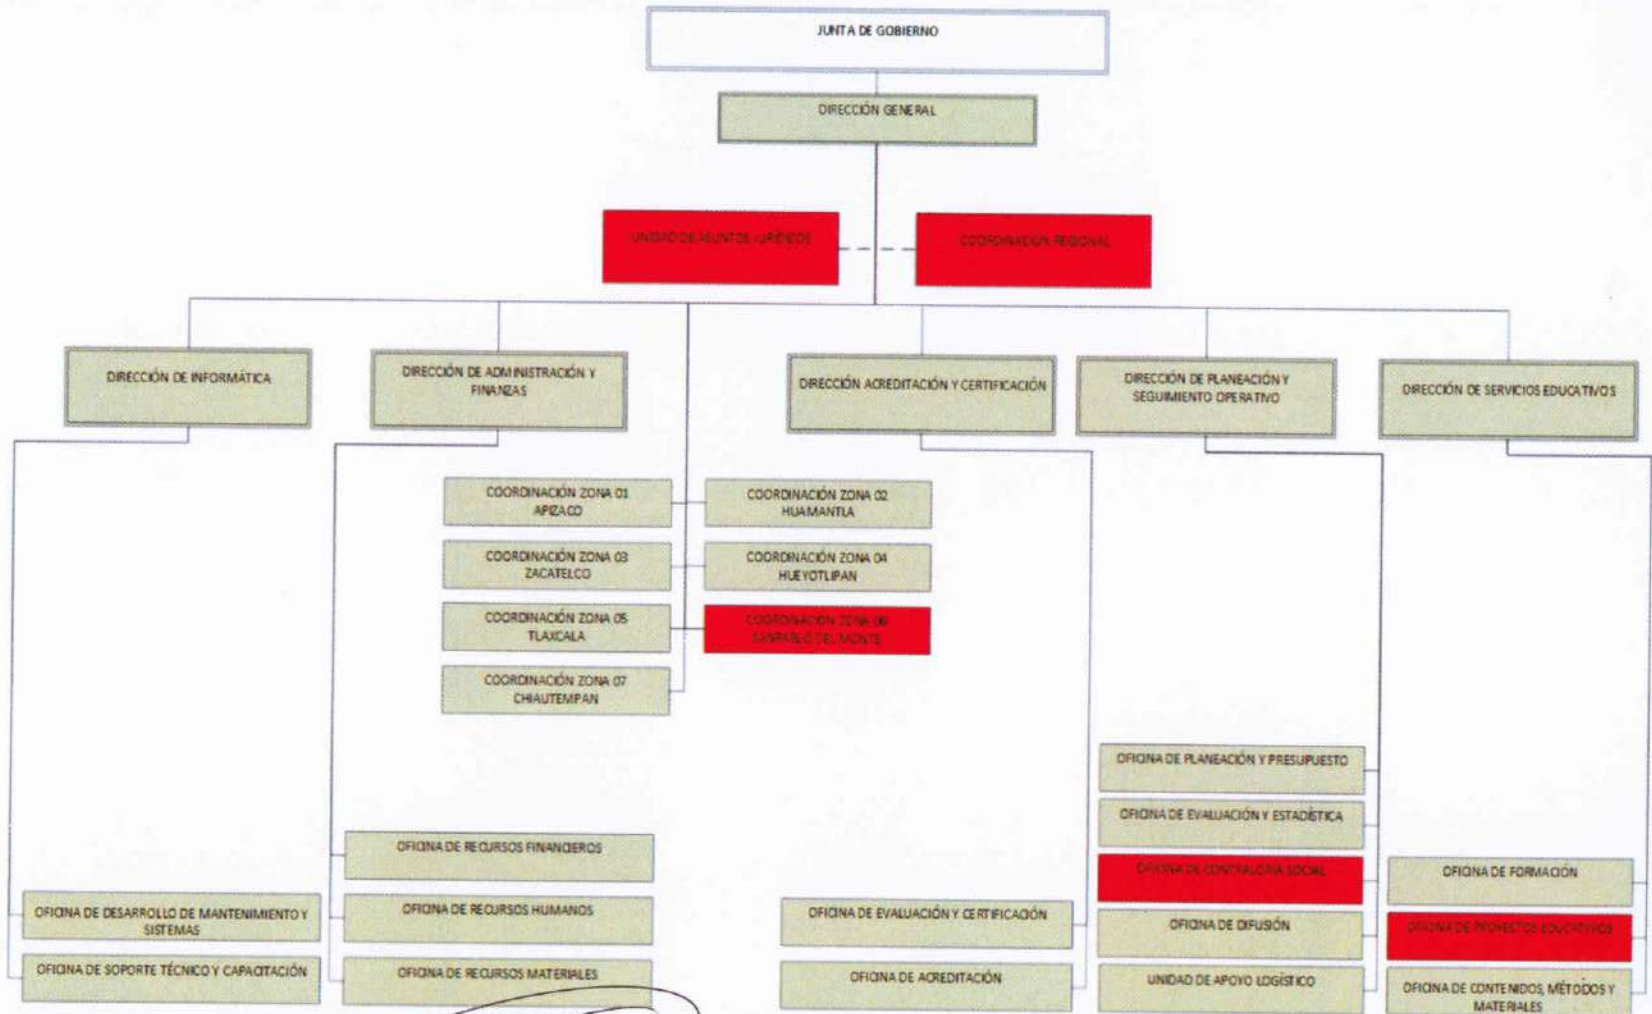 JUNTA DE GOBIERNO
DIRECCIÓN GENERAL
UNIDAD DE ASUNTOS JURÍDICOS
COORDINACIÓN REGIONAL
DIRECCIÓN DE INFORMÁTICA
DIRECCIÓN DE ADMINISTRACIÓN Y
FINANZAS
DIRECCIÓN ACREDITACIÓN Y CERTIFICACIÓN
DIRECCIÓN DE PLANEACIÓN Y
SEGUIMIENTO OPERATIVO
DIRECCIÓN DE SERVICIOS EDUCATIVOS
COORDINACIÓN ZONA 01
APIZACO
COORDINACIÓN ZONA 02
HUAMANTLA
COORDINACIÓN ZONA 03
ZACATELCO
COORDINACIÓN ZONA 04
HUEYOTLIPAN
COORDINACIÓN ZONA 05
TLAXCALA
COORDINACIÓN ZONA 06
SANPABLO DEL MONTE
COORDINACIÓN ZONA 07
CHIAUTEMPAN
OFICINA DE DESARROLLO DE MANTENIMIENTO Y
SISTEMAS
OFICINA DE SOPORTE TÉCNICO Y CAPACITACIÓN
OFICINA DE RECURSOS FINANCIEROS
OFICINA DE RECURSOS HUMANOS
OFICINA DE RECURSOS MATERIALES
OFICINA DE EVALUACIÓN Y CERTIFICACIÓN
OFICINA DE ACREDITACIÓN
OFICINA DE PLANEACIÓN Y PRESUPUESTO
OFICINA DE EVALUACIÓN Y ESTADÍSTICA
OFICINA DE CONTRALORIA SOCIAL
OFICINA DE DIFUSIÓN
UNIDAD DE APOYO LOGÍSTICO
OFICINA DE FORMACIÓN
OFICINA DE PROYECTOS EDUCATIVOS
OFICINA DE CONTENIDOS, MÉTODOS Y
MATERIALES